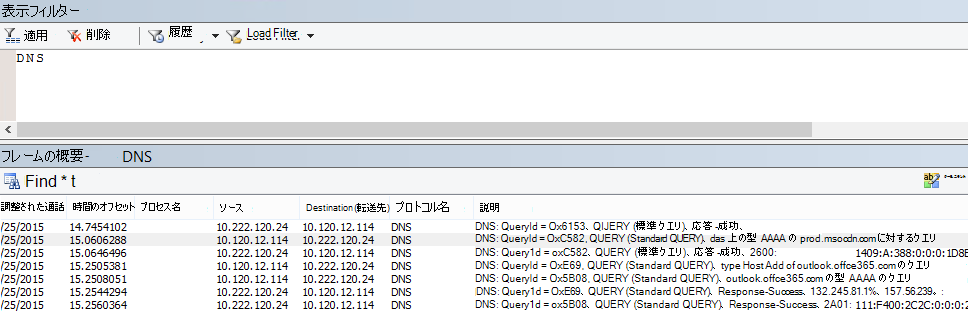 表示フィルター
適用 削除 履歴 Load Filter
DNS
フレームの概要- DNS
Find * t
調整された通話 時間のオフセット プロセス名 ソース Destination (転送先) プロトコル名 説明
/25/2015 14.7454102 10.222.120.24 10.120.12.114 DNS DNS: QueryId = Ox6153、QIJERY (標準クエリ)、応答-成功、
/25/2015 15.0606288 10.120.12.114 10.222.120.24 DNS DNS: QueryId = OxC582, QUERY (Standard QUERY). das 上の型 AAAA の prod.msocdn.comに対するクエリ
/25/2015 15.0646496 10.222.120.24 10.120.12.114 DNS DNS: Query1d = oxC582、QUERY (標準クエリ)、応答-成功、2600: 1409:A:388:0:0:0:1D8E
/25/2015 15.2505381 10.120.12.114 10.222.120.24 DNS DNS: QueryId = OxE69, QUERY (Standard QUERY)、type Host Add of outlook.offce365.comのクエリ
/25/2015 15.2508051 10.120.12.114 10.222.120.24 DNS DNS: QueryId = Ox5B08, QUERY (Standard QUERY)、outlook.offce365.comの型 AAAA のクエリ
/25/2015 15.2544294 10.222.120.24 10.120.12.114 DNS DNS: Query1d = OxE69、QUERY (Standard QUERY)、Response-Success、132.245.81.1%、157.56.239。:
/25/2015 15.2560364 10.222.120.24 10.120.12.114 DNS DNS: Query1d = ox5B08、QUERY (Standard QUERY)、Response-Success、2A01: 111:F400:2C2C:0:0:0:2